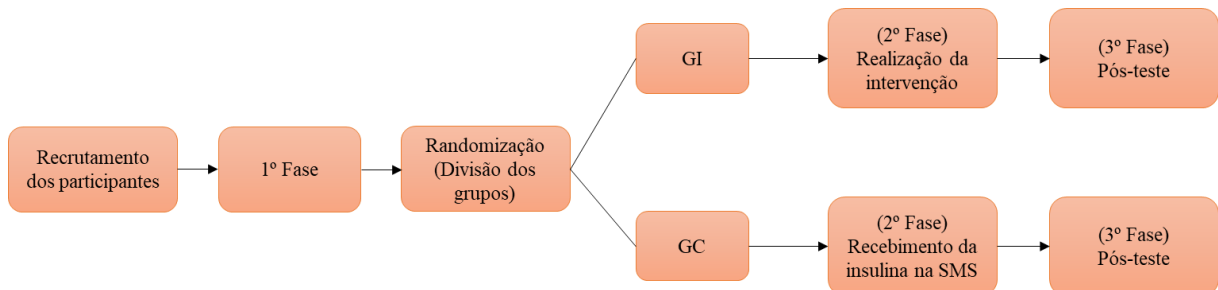 Recrutamento
dos participantes
1º Fase
Randomização
(Divisão dos
grupos)
GI
(2º Fase)
Realização da
intervenção
(3º Fase)
Pós-teste
GC
(2º Fase)
Recebimento da
insulina na SMS
(3º Fase)
Pós-teste